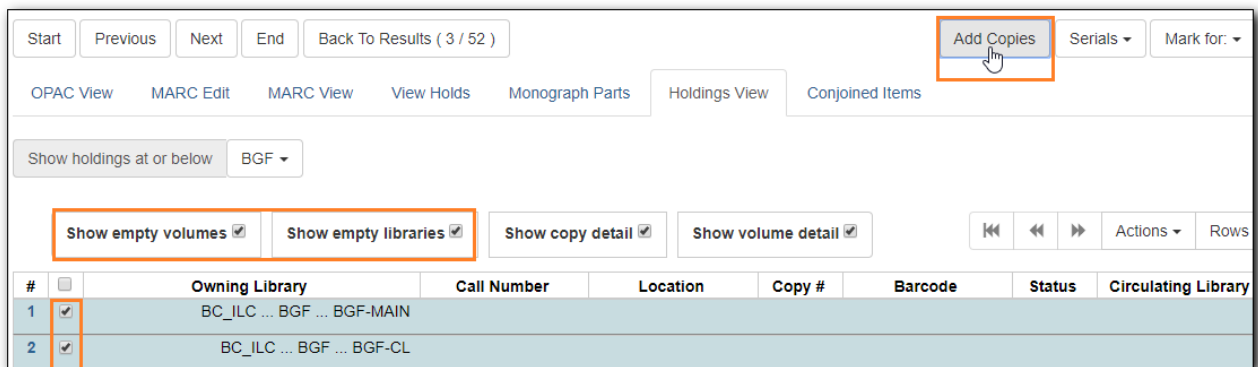 Start Previous Next End Back To Results ( 3 / 52 ) Add Copies Serials Mark for:
OPAC View MARC Edit MARC View View Holds Monograph Parts Holdings View Conjoined Items
Show holdings at or below BGF
Show empty volumes Show empty libraries Show copy detail Show volume detail Actions Rows
# Owning Library Call Number Location Copy # Barcode Status Circulating Library
1 BC_ILC ... BGF ... BGF-MAIN
2 BC_ILC ... BGF ... BGF-CL